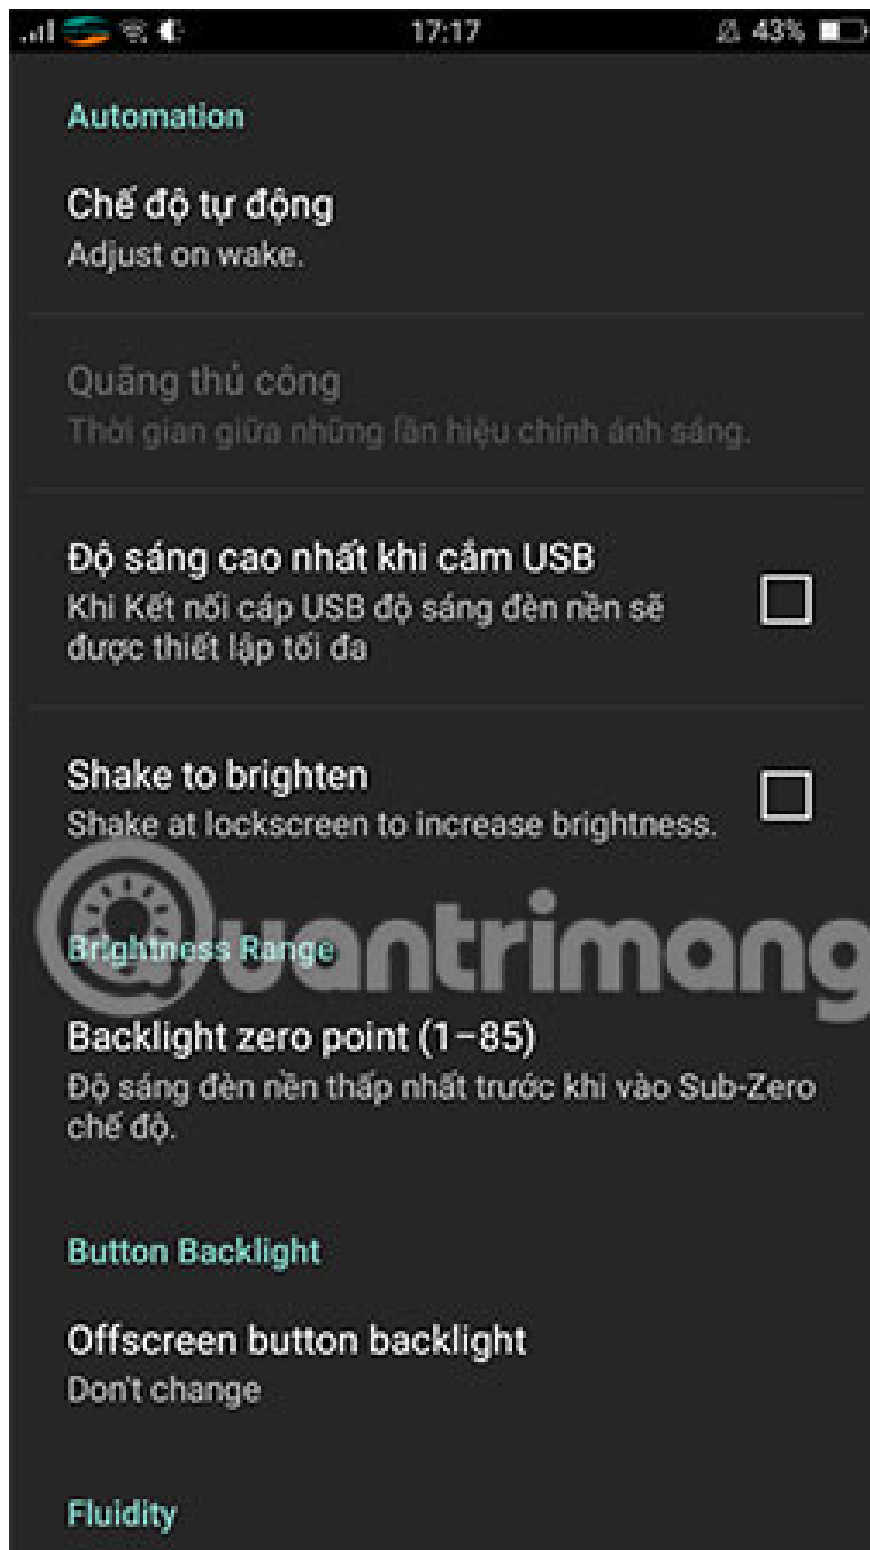 17:17
43%
Automation
Chế độ tự động
Adjust on wake.
Quãng thủ công
Thời gian giữa những lần hiệu chỉnh ánh sáng.
Độ sáng cao nhất khi cắm USB
Khi Kết nối cáp USB độ sáng đèn nền sẽ
được thiết lập tối đa
Shake to brighten
Shake at lockscreen to increase brightness.
Quantrimang
Brightness Range
Backlight zero point (1–85)
Độ sáng đèn nền thấp nhất trước khi vào Sub-Zero
chế độ.
Button Backlight
Offscreen button backlight
Don't change
Fluidity